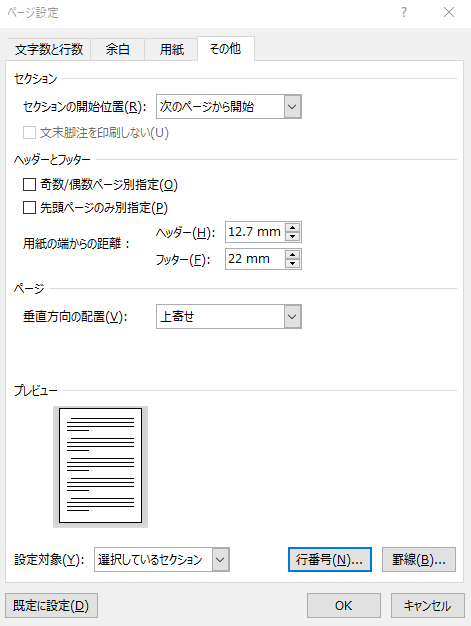 ページ設定
文字数と行数 余白 用紙 その他
セクション
セクションの開始位置(R): 次のページから開始
文末脚注を印刷しない(U)
ヘッダーとフッター
奇数/偶数ページ別指定(O)
先頭ページのみ別指定(P)
用紙の端からの距離： ヘッダー(H): 12.7 mm
フッター(F): 22 mm
ページ
垂直方向の配置(V): 上寄せ
プレビュー
設定対象(Y): 選択しているセクション 行番号(N)... 罫線(B)...
既定に設定(D) OK キャンセル